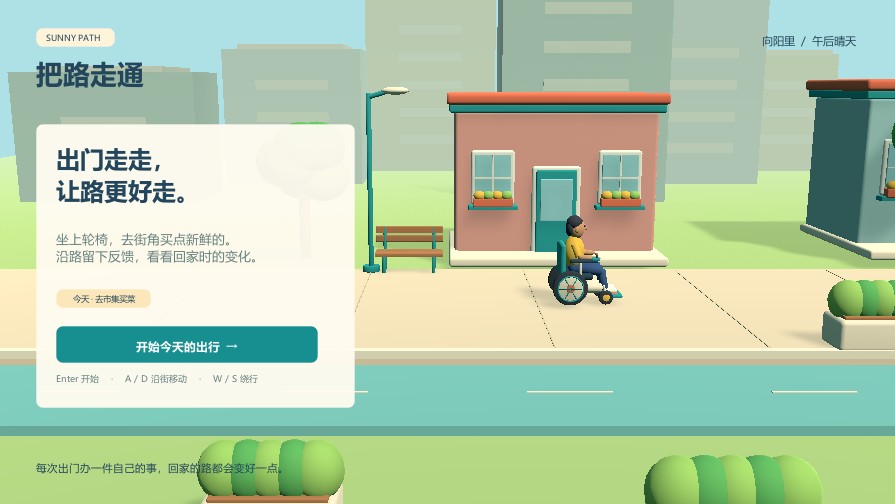 SUNNY PATH
把路走通
向阳里 / 午后晴天
出门走走，
让路更好走。
坐上轮椅，去街角买点新鲜的。
沿路留下反馈，看看回家时的变化。
今天 · 去市集买菜
开始今天的出行 →
Enter 开始 · A / D 沿街移动 · W / S 绕行
每次出门办一件自己的事，回家的路都会变好一点。